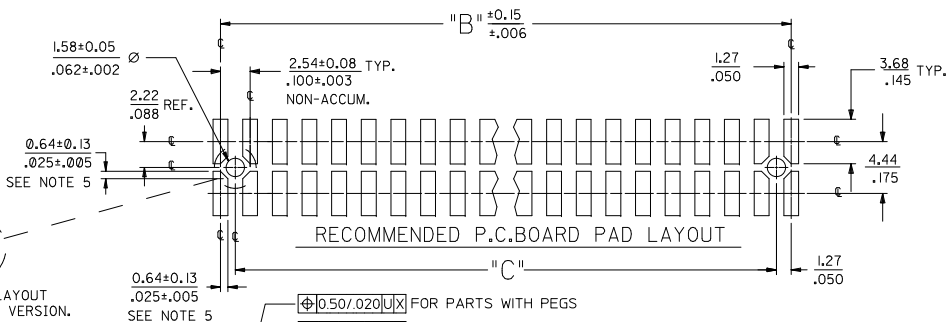 "B" ±0.15
±.006
1.58±0.05 Ø
.062±.002
2.54±0.08 TYP.
.100±.003
NON-ACCUM.
1.27
.050
3.68 TYP.
.145
2.22 REF.
.088
0.64±0.13
.025±.005
SEE NOTE 5
4.44
.175
RECOMMENDED P.C.BOARD PAD LAYOUT
"C"
1.27
.050
0.64±0.13
.025±.005
SEE NOTE 5
AYOUT
VERSION.
⌖ 0.50/.020 U X FOR PARTS WITH PEGS